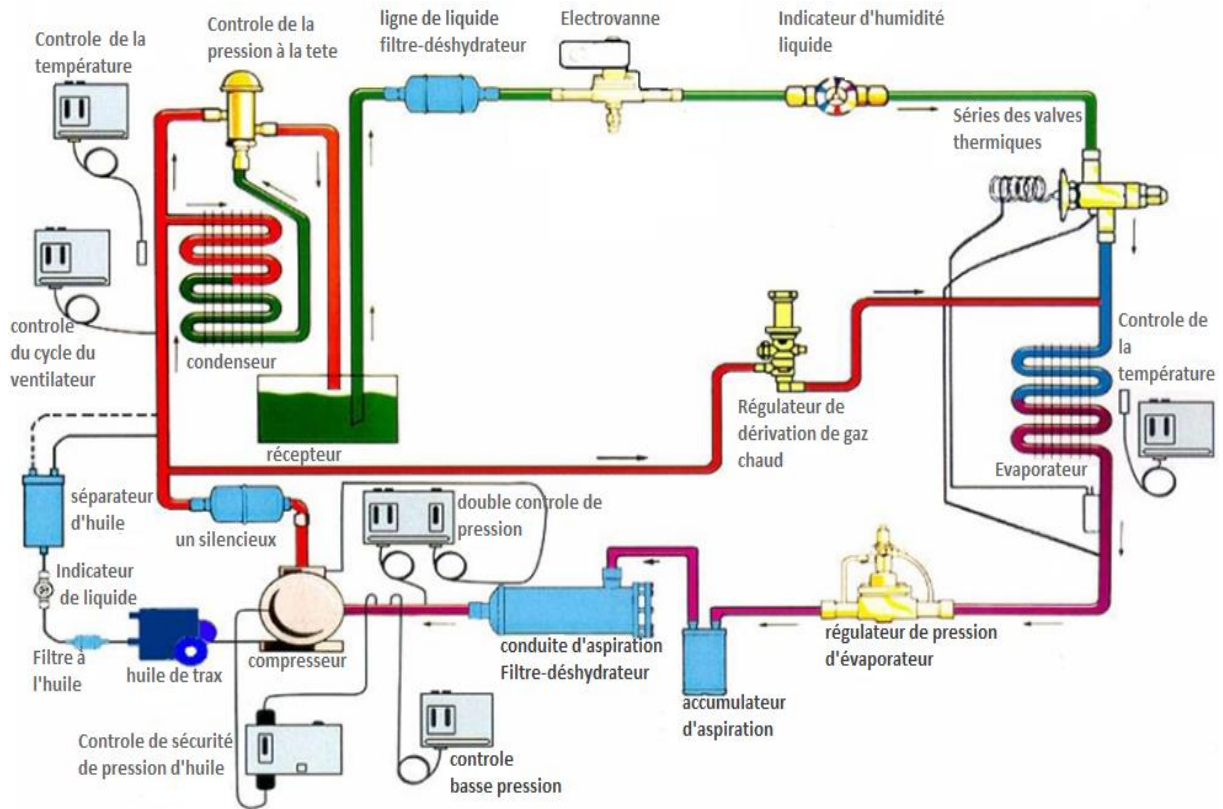 Controle de la
température
Controle de la
pression à la tete
ligne de liquide
filtre-déshydrateur
Electrovanne
Indicateur d'humidité
liquide
Séries des valves
thermiques
controle
du cycle du
ventilateur
condenseur
récepteur
Régulateur de
dérivation de gaz
chaud
Controle de
la
température
Evaporateur
séparateur
d'huile
un silencieux
double controle de
pression
Indicateur
de liquide
Filtre à
l'huile
huile de trax
compresseur
conduite d'aspiration
Filtre-déshydrateur
régulateur de pression
d'évaporateur
accumulateur
d'aspiration
Controle de sécurité
de pression d'huile
controle
basse pression